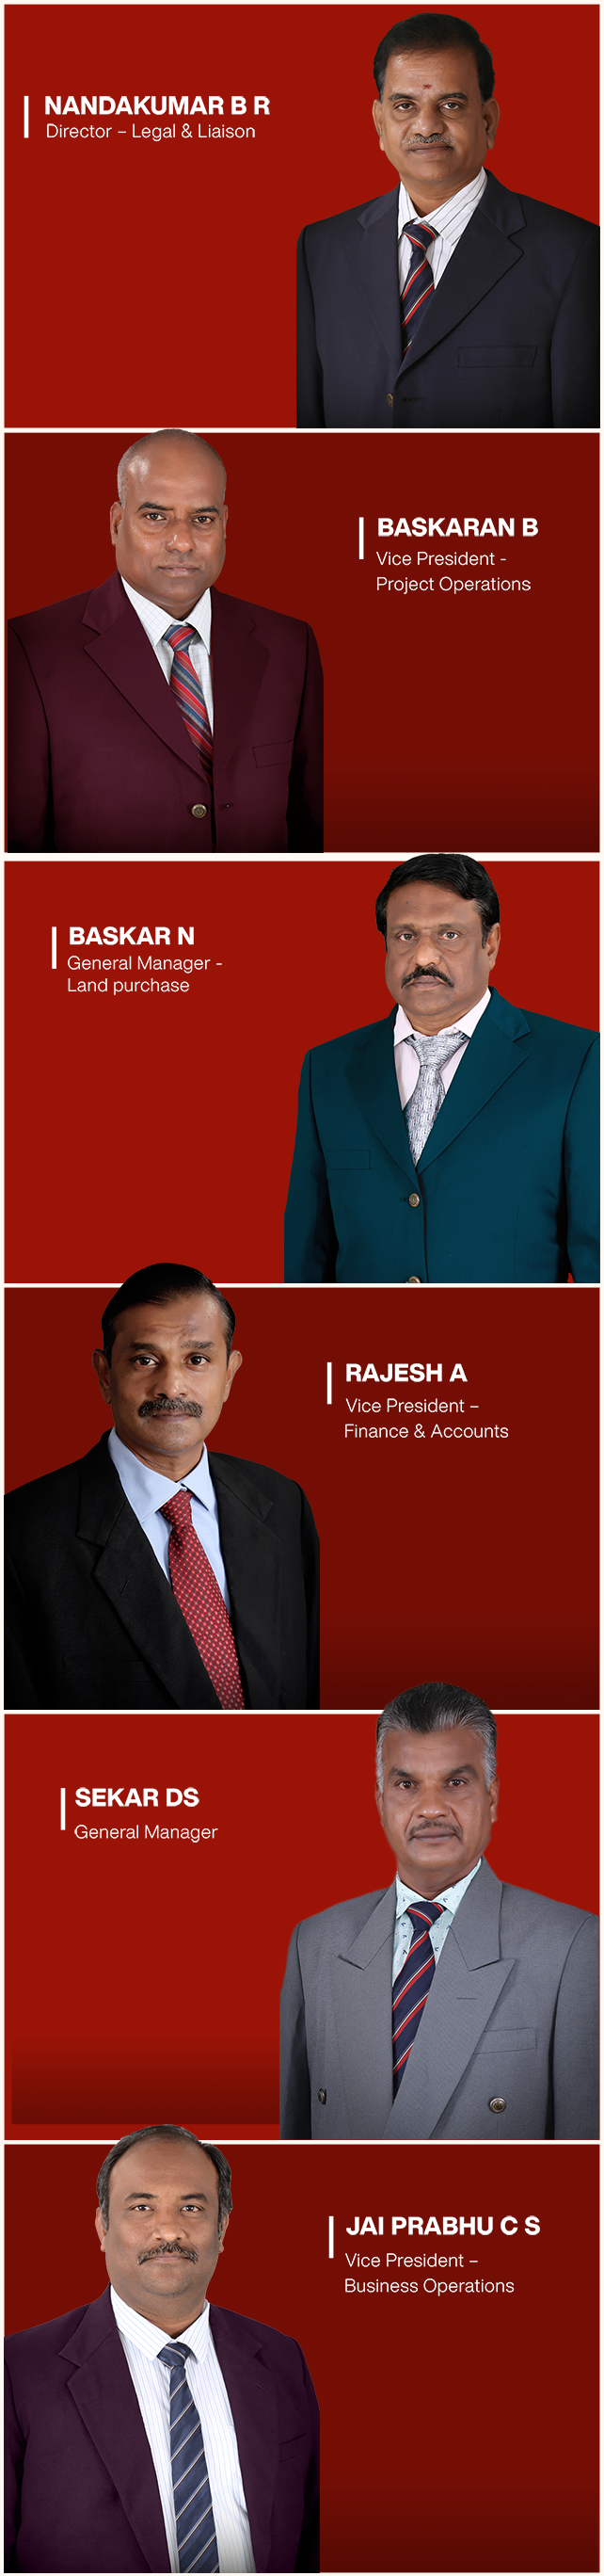 NANDAKUMAR B R
Director – Legal & Liaison
BASKARAN B
Vice President -
Project Operations
BASKAR N
General Manager -
Land purchase
RAJESH A
Vice President –
Finance & Accounts
SEKAR DS
General Manager
JAI PRABHU C S
Vice President –
Business Operations